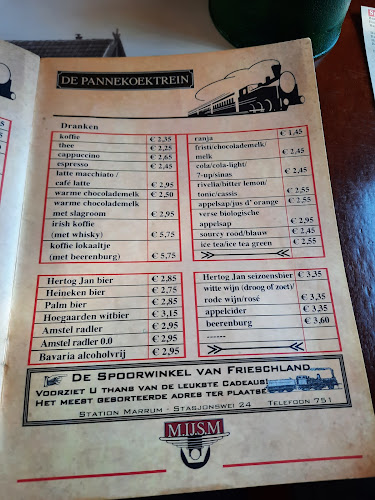 DE PANNEKOEKTREIN
Dranken
koffie € 2,35
thee € 2,25
cappuccino € 2,65
espresso € 2,45
latte macchiato /
café latte € 2,95
warme chocolademelk € 2,50
warme chocolademelk
met slagroom € 2,95
irish koffie
(met whisky) € 5,75
koffie lokaaltje
(met beerenburg) € 5,75
ranja € 1,45
fristi/chocolademelk/
melk € 2,45
cola/cola-light/
7-up/sinas € 2,45
rivella/bitter lemon/
tonic/cassis € 2,55
appelsap/jus d' orange € 2,55
verse biologische
appelsap € 2,95
sourcy rood/blauw € 2,45
ice tea/ice tea green € 2,55
Hertog Jan bier € 2,85
Heineken bier € 2,75
Palm bier € 2,85
Hoegaarden witbier € 3,15
Amstel radler € 2,95
Amstel radler 0.0 € 2,95
Bavaria alcoholvrij € 2,95
Hertog Jan seizoensbier € 3,35
witte wijn (droog of zoet)/
rode wijn/rosé € 3,35
appelcider € 3,35
beerenburg € 3,60
------
De Spoorwinkel van Frieschland
Voorziet U thans van de leukste Cadeaus!
Het meest gesorteerde adres ter plaatse
Station Marrum - Stasjonswei 24 Telefoon 751
M.IJ.S.M